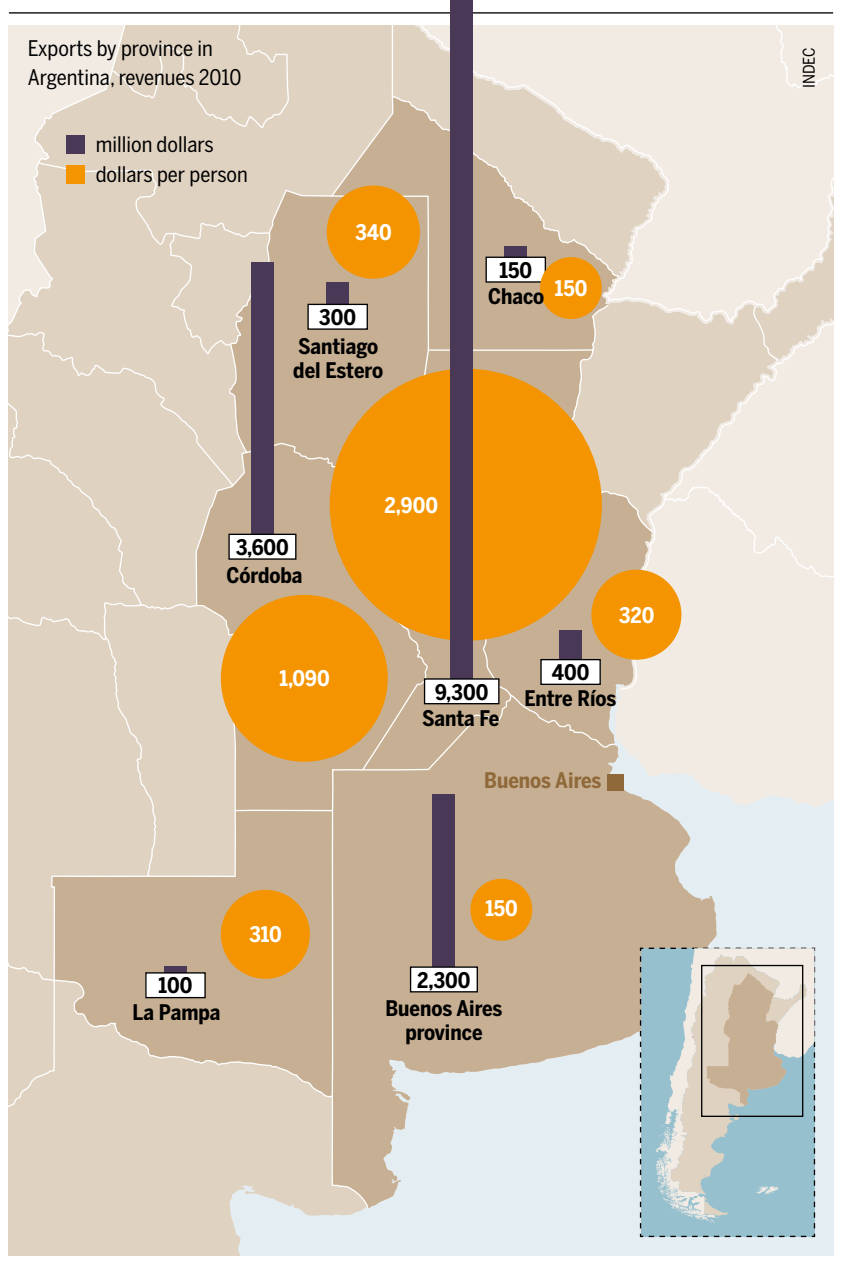 Exports by province in
Argentina, revenues 2010
INDEC
million dollars
dollars per person
340
150
Chaco
150
300
Santiago
del Estero
2,900
3,600
Córdoba
320
1,090
400
Entre Ríos
9,300
Santa Fe
Buenos Aires
150
310
2,300
Buenos Aires
province
100
La Pampa